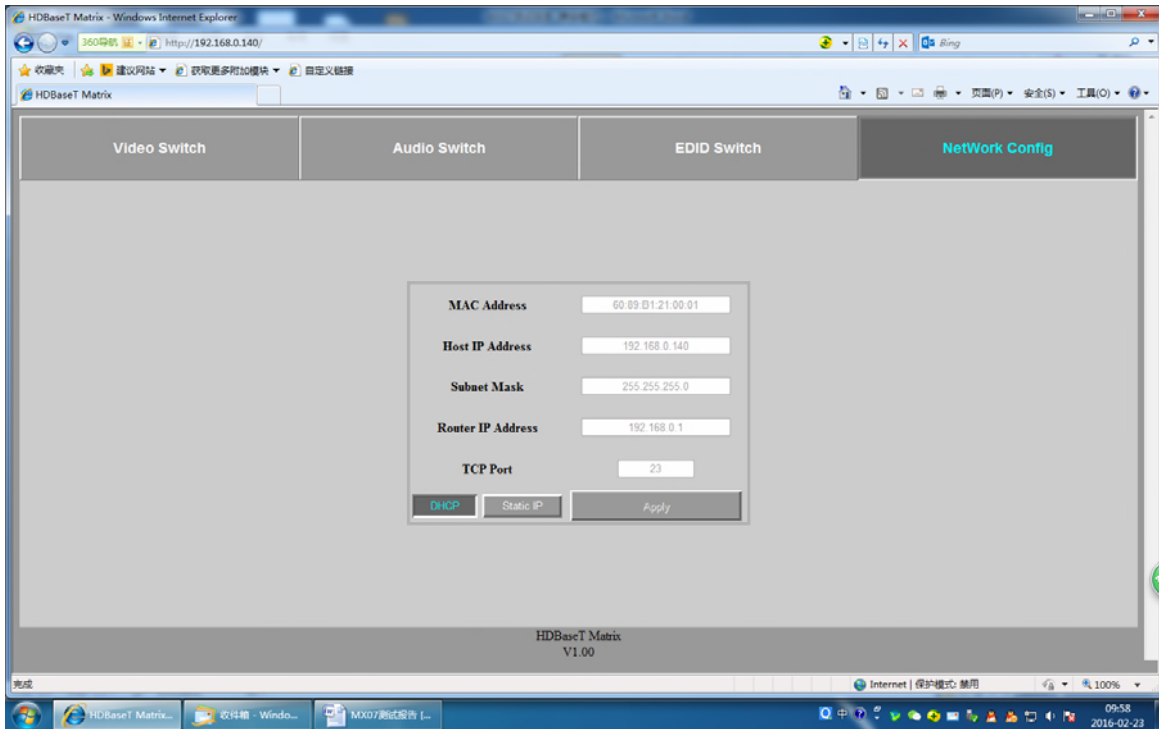 HDBaseT Matrix - Windows Internet Explorer
360导航 http://192.168.0.140/ Bing
收藏夹 建议网站 获取更多附加模块 自定义链接
HDBaseT Matrix 页面(P) 安全(S) 工具(O)
Video Switch Audio Switch EDID Switch NetWork Config
MAC Address 60:89:B1:21:00:01
Host IP Address 192.168.0.140
Subnet Mask 255.255.255.0
Router IP Address 192.168.0.1
TCP Port 23
DHCP Static IP Apply
HDBaseT Matrix
V1.00
完成 Internet | 保护模式: 禁用 100%
HDBaseT Matrix... 收件箱 - Windo... MX07测试报告 [... 中 09:58
2016-02-23